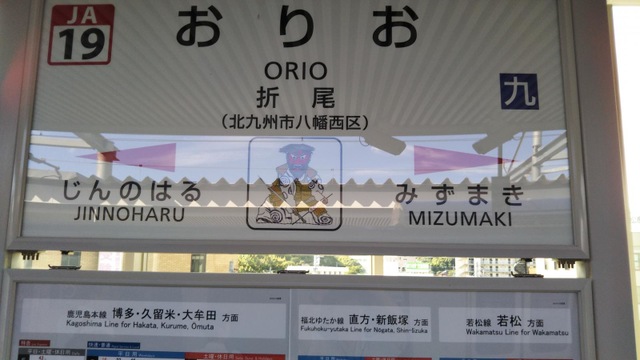 JA
19
おりお
ORIO
折尾
九
(北九州市八幡西区)
じんのはる
JINNOHARU
みずまき
MIZUMAKI
鹿児島本線 博多・久留米・大牟田 方面
Kagoshima Line for Hakata, Kurume, Ōmuta
福北ゆたか線 直方・新飯塚 方面
Fukuhoku-yutaka Line for Nōgata, Shin-Iizuka
若松線 若松 方面
Wakamatsu Line for Wakamatsu